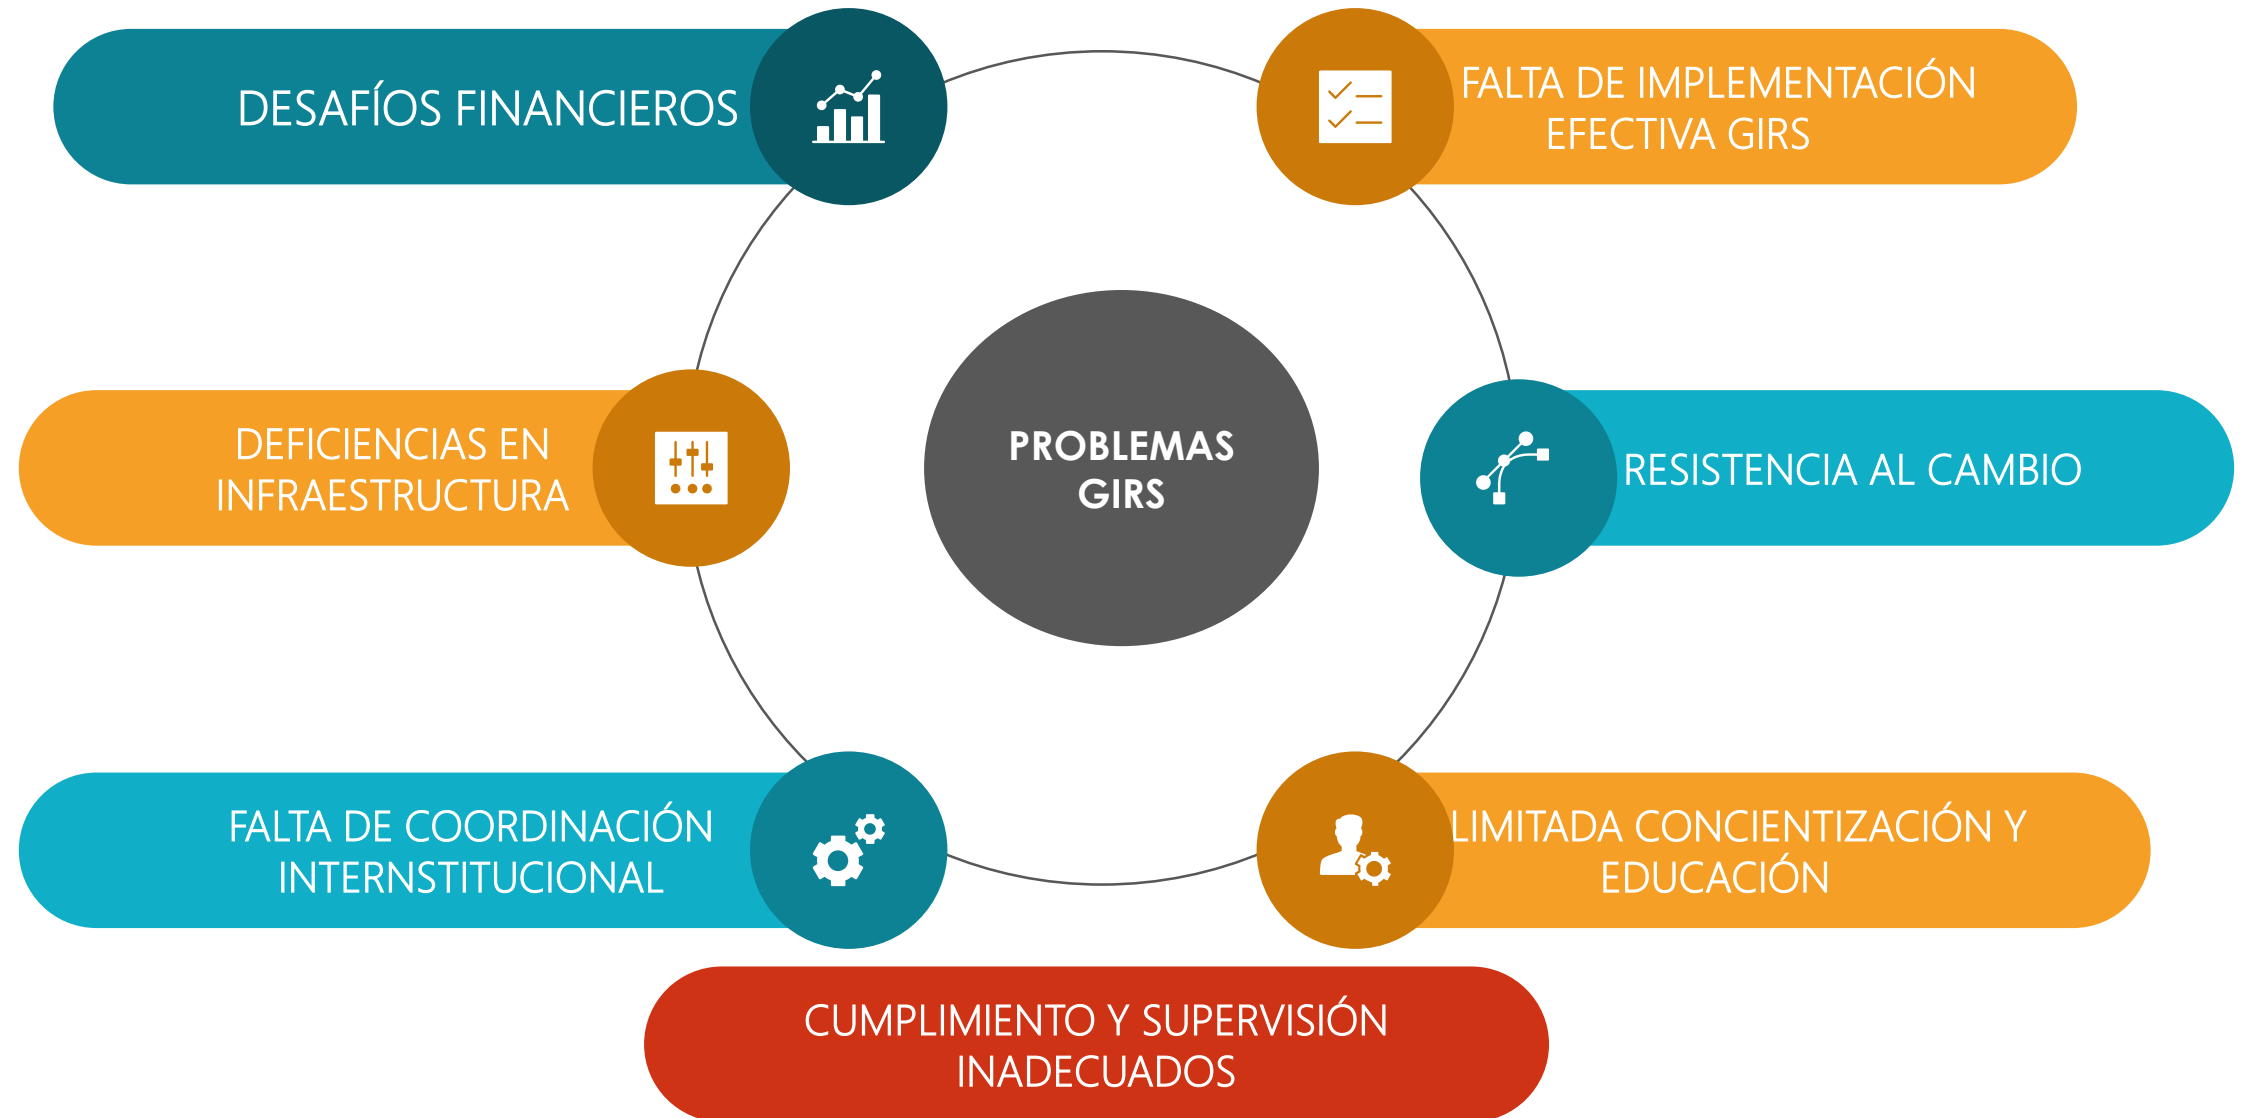 DESAFÍOS FINANCIEROS
FALTA DE IMPLEMENTACIÓN
EFECTIVA GIRS
DEFICIENCIAS EN
INFRAESTRUCTURA
PROBLEMAS
GIRS
RESISTENCIA AL CAMBIO
FALTA DE COORDINACIÓN
INTERNSTITUCIONAL
LIMITADA CONCIENTIZACIÓN Y
EDUCACIÓN
CUMPLIMIENTO Y SUPERVISIÓN
INADECUADOS